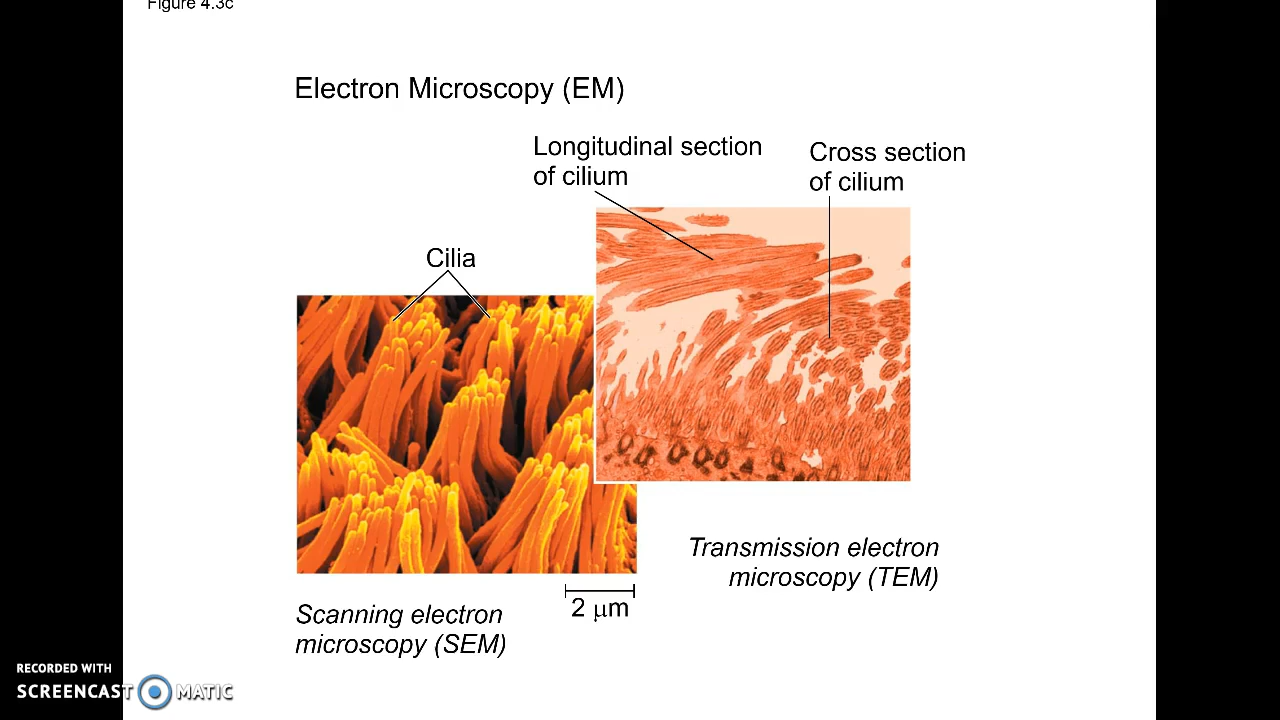 Figure 4.3c
Electron Microscopy (EM)
Longitudinal section
of cilium
Cross section
of cilium
Cilia
Transmission electron
microscopy (TEM)
2 μm
Scanning electron
microscopy (SEM)
RECORDED WITH
SCREENCAST MATIC